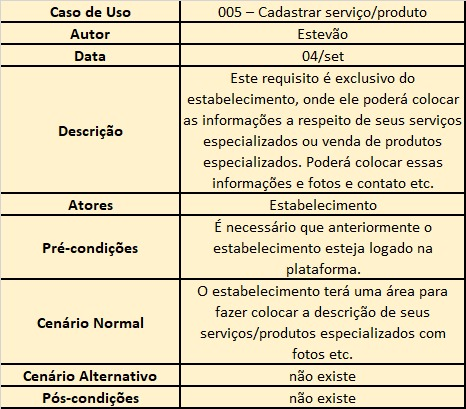 Caso de Uso
005 – Cadastrar serviço/produto
Autor
Estevão
Data
04/set
Descrição
Este requisito é exclusivo do
estabelecimento, onde ele poderá colocar
as informações a respeito de seus serviços
especializados ou venda de produtos
especializados. Poderá colocar essas
informações e fotos e contato etc.
Atores
Estabelecimento
Pré-condições
É necessário que anteriormente o
estabelecimento esteja logado na
plataforma.
Cenário Normal
O estabelecimento terá uma área para
fazer colocar a descrição de seus
serviços/produtos especializados com
fotos etc.
Cenário Alternativo
não existe
Pós-condições
não existe